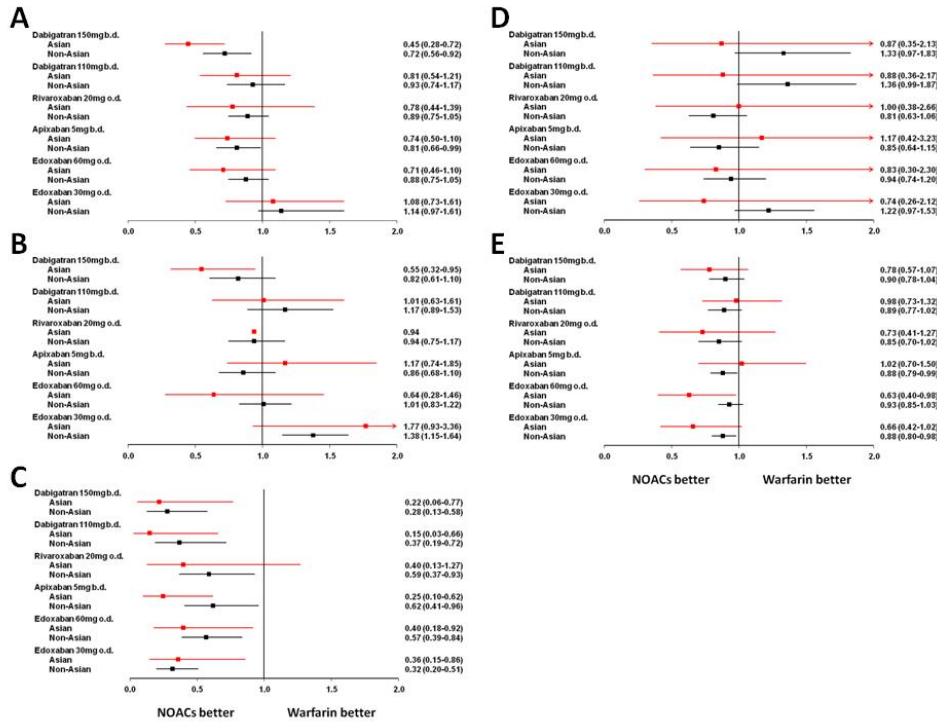 A
Dabigatran 150mg b.d.
Asian 0.45 (0.28-0.72)
Non-Asian 0.72 (0.56-0.92)
Dabigatran 110mg b.d.
Asian 0.81 (0.54-1.21)
Non-Asian 0.93 (0.74-1.17)
Rivaroxaban 20mg o.d.
Asian 0.78 (0.44-1.39)
Non-Asian 0.89 (0.75-1.05)
Apixaban 5mg b.d.
Asian 0.74 (0.50-1.10)
Non-Asian 0.81 (0.66-0.99)
Edoxaban 60mg o.d.
Asian 0.71 (0.46-1.10)
Non-Asian 0.88 (0.75-1.05)
Edoxaban 30mg o.d.
Asian 1.08 (0.73-1.61)
Non-Asian 1.14 (0.97-1.61)
0.0 0.5 1.0 1.5 2.0
B
Dabigatran 150mg b.d.
Asian 0.55 (0.32-0.95)
Non-Asian 0.82 (0.61-1.10)
Dabigatran 110mg b.d.
Asian 1.01 (0.63-1.61)
Non-Asian 1.17 (0.89-1.53)
Rivaroxaban 20mg o.d.
Asian 0.94
Non-Asian 0.94 (0.75-1.17)
Apixaban 5mg b.d.
Asian 1.17 (0.74-1.85)
Non-Asian 0.86 (0.68-1.10)
Edoxaban 60mg o.d.
Asian 0.64 (0.28-1.46)
Non-Asian 1.01 (0.83-1.22)
Edoxaban 30mg o.d.
Asian 1.77 (0.93-3.36)
Non-Asian 1.38 (1.15-1.64)
0.0 0.5 1.0 1.5 2.0
C
Dabigatran 150mg b.d.
Asian 0.22 (0.06-0.77)
Non-Asian 0.28 (0.13-0.58)
Dabigatran 110mg b.d.
Asian 0.15 (0.03-0.66)
Non-Asian 0.37 (0.19-0.72)
Rivaroxaban 20mg o.d.
Asian 0.40 (0.13-1.27)
Non-Asian 0.59 (0.37-0.93)
Apixaban 5mg b.d.
Asian 0.25 (0.10-0.62)
Non-Asian 0.62 (0.41-0.96)
Edoxaban 60mg o.d.
Asian 0.40 (0.18-0.92)
Non-Asian 0.57 (0.39-0.84)
Edoxaban 30mg o.d.
Asian 0.36 (0.15-0.86)
Non-Asian 0.32 (0.20-0.51)
0.0 0.5 1.0 1.5 2.0
NOACs better Warfarin better
D
Dabigatran 150mg b.d.
Asian 0.87 (0.35-2.13)
Non-Asian 1.33 (0.97-1.83)
Dabigatran 110mg b.d.
Asian 0.88 (0.36-2.17)
Non-Asian 1.36 (0.99-1.87)
Rivaroxaban 20mg o.d.
Asian 1.00 (0.38-2.66)
Non-Asian 0.81 (0.63-1.06)
Apixaban 5mg b.d.
Asian 1.17 (0.42-3.23)
Non-Asian 0.85 (0.64-1.15)
Edoxaban 60mg o.d.
Asian 0.83 (0.30-2.30)
Non-Asian 0.94 (0.74-1.20)
Edoxaban 30mg o.d.
Asian 0.74 (0.26-2.12)
Non-Asian 1.22 (0.97-1.53)
0.0 0.5 1.0 1.5 2.0
E
Dabigatran 150mg b.d.
Asian 0.78 (0.57-1.07)
Non-Asian 0.90 (0.78-1.04)
Dabigatran 110mg b.d.
Asian 0.98 (0.73-1.32)
Non-Asian 0.89 (0.77-1.02)
Rivaroxaban 20mg o.d.
Asian 0.73 (0.41-1.27)
Non-Asian 0.85 (0.70-1.02)
Apixaban 5mg b.d.
Asian 1.02 (0.70-1.50)
Non-Asian 0.88 (0.79-0.99)
Edoxaban 60mg o.d.
Asian 0.63 (0.40-0.98)
Non-Asian 0.93 (0.85-1.03)
Edoxaban 30mg o.d.
Asian 0.66 (0.42-1.02)
Non-Asian 0.88 (0.80-0.98)
0.0 0.5 1.0 1.5 2.0
NOACs better Warfarin better